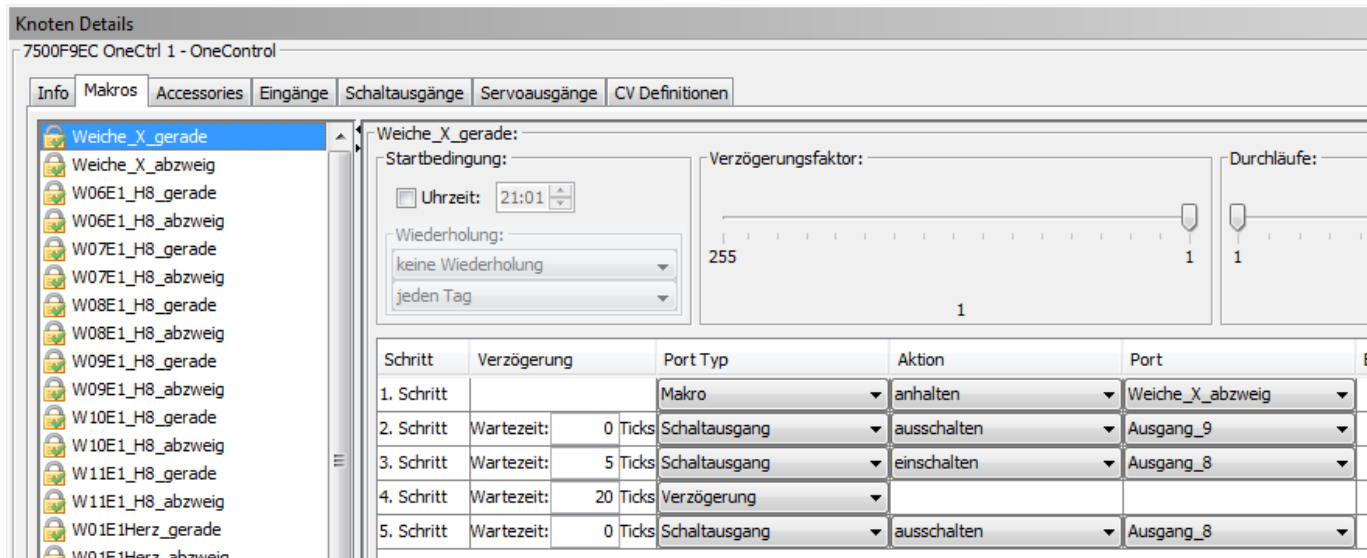 Knoten Details
7500F9EC OneCtrl 1 - OneControl
Info Makros Accessories Eingänge Schaltausgänge Servoausgänge CV Definitionen
Weiche_X_gerade
Weiche_X_abzweig
W06E1_H8_gerade
W06E1_H8_abzweig
W07E1_H8_gerade
W07E1_H8_abzweig
W08E1_H8_gerade
W08E1_H8_abzweig
W09E1_H8_gerade
W09E1_H8_abzweig
W10E1_H8_gerade
W10E1_H8_abzweig
W11E1_H8_gerade
W11E1_H8_abzweig
W01E1Herz_gerade
W01E1Herz_abzweig
Weiche_X_gerade:
Startbedingung:
Uhrzeit: 21:01
Wiederholung:
keine Wiederholung
jeden Tag
Verzögerungsfaktor:
255 1
1
Durchläufe:
1
Schritt Verzögerung Port Typ Aktion Port
1. Schritt Makro anhalten Weiche_X_abzweig
2. Schritt Wartezeit: 0 Ticks Schaltausgang ausschalten Ausgang_9
3. Schritt Wartezeit: 5 Ticks Schaltausgang einschalten Ausgang_8
4. Schritt Wartezeit: 20 Ticks Verzögerung
5. Schritt Wartezeit: 0 Ticks Schaltausgang ausschalten Ausgang_8